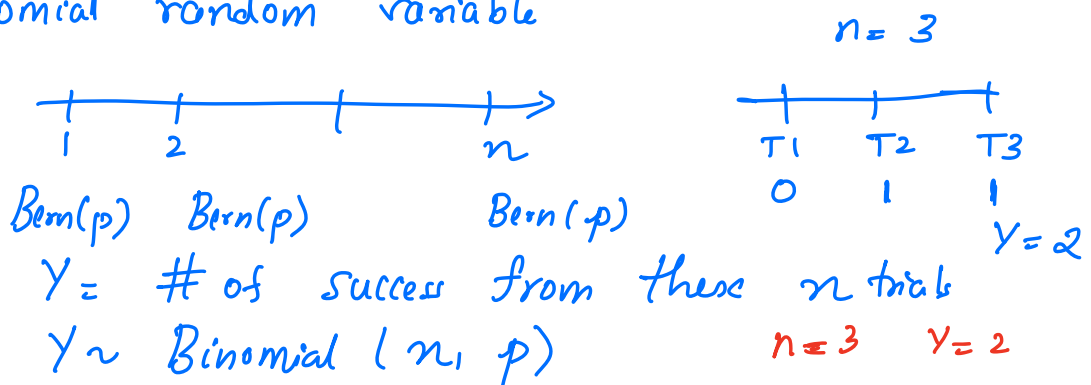 omial random variable
n = 3
1 2 n
T1 T2 T3
0 1 1
Bern(p) Bern(p) Bern(p)
Y = 2
Y = # of success from these n trials
Y ~ Binomial (n, p)
n = 3 Y = 2